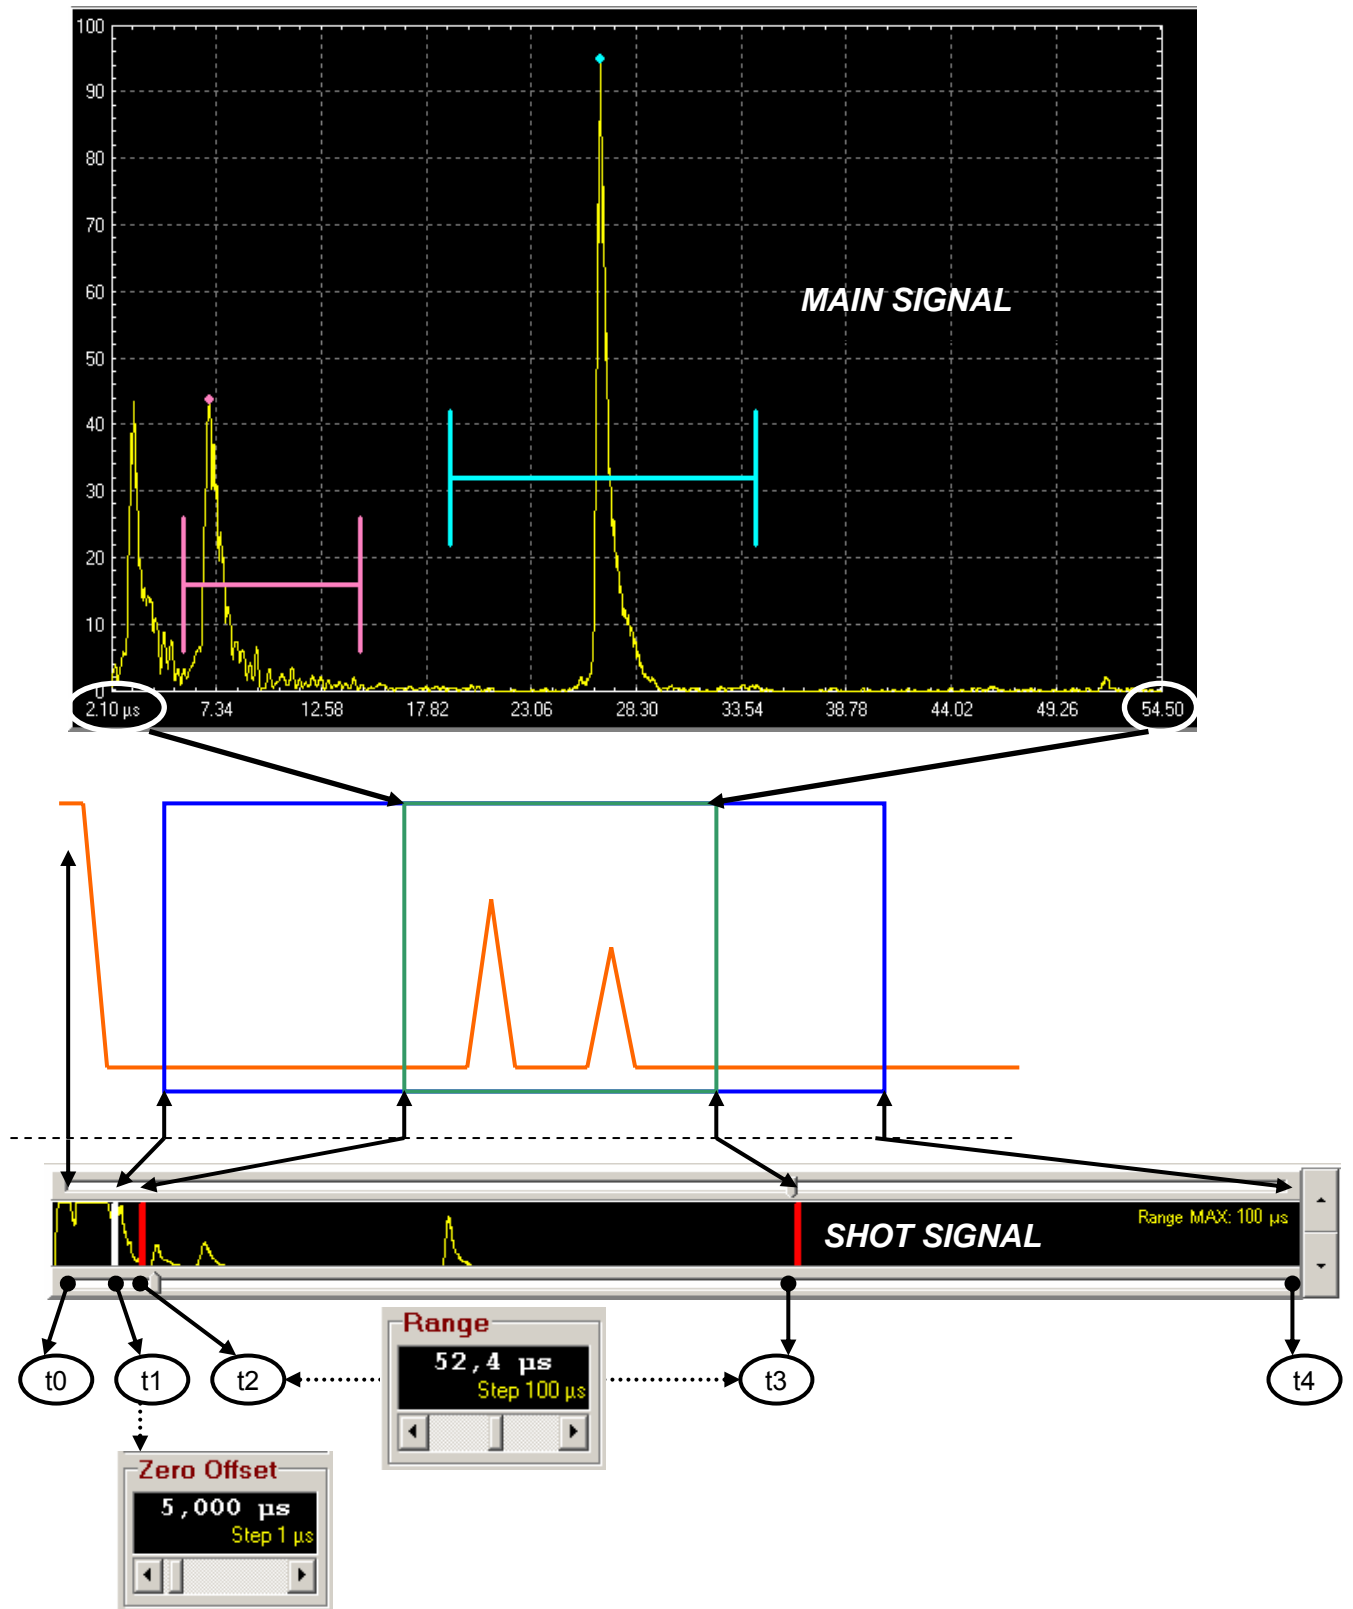 100
90
80
70
60
50
40
30
20
10
0
MAIN SIGNAL
2.10 µs 7.34 12.58 17.82 23.06 28.30 33.54 38.78 44.02 49.26 54.50
Range MAX: 100 µs
SHOT SIGNAL
Range
52,4 µs
Step 100 µs
t0 t1 t2 t3 t4
Zero Offset
5,000 µs
Step 1 µs